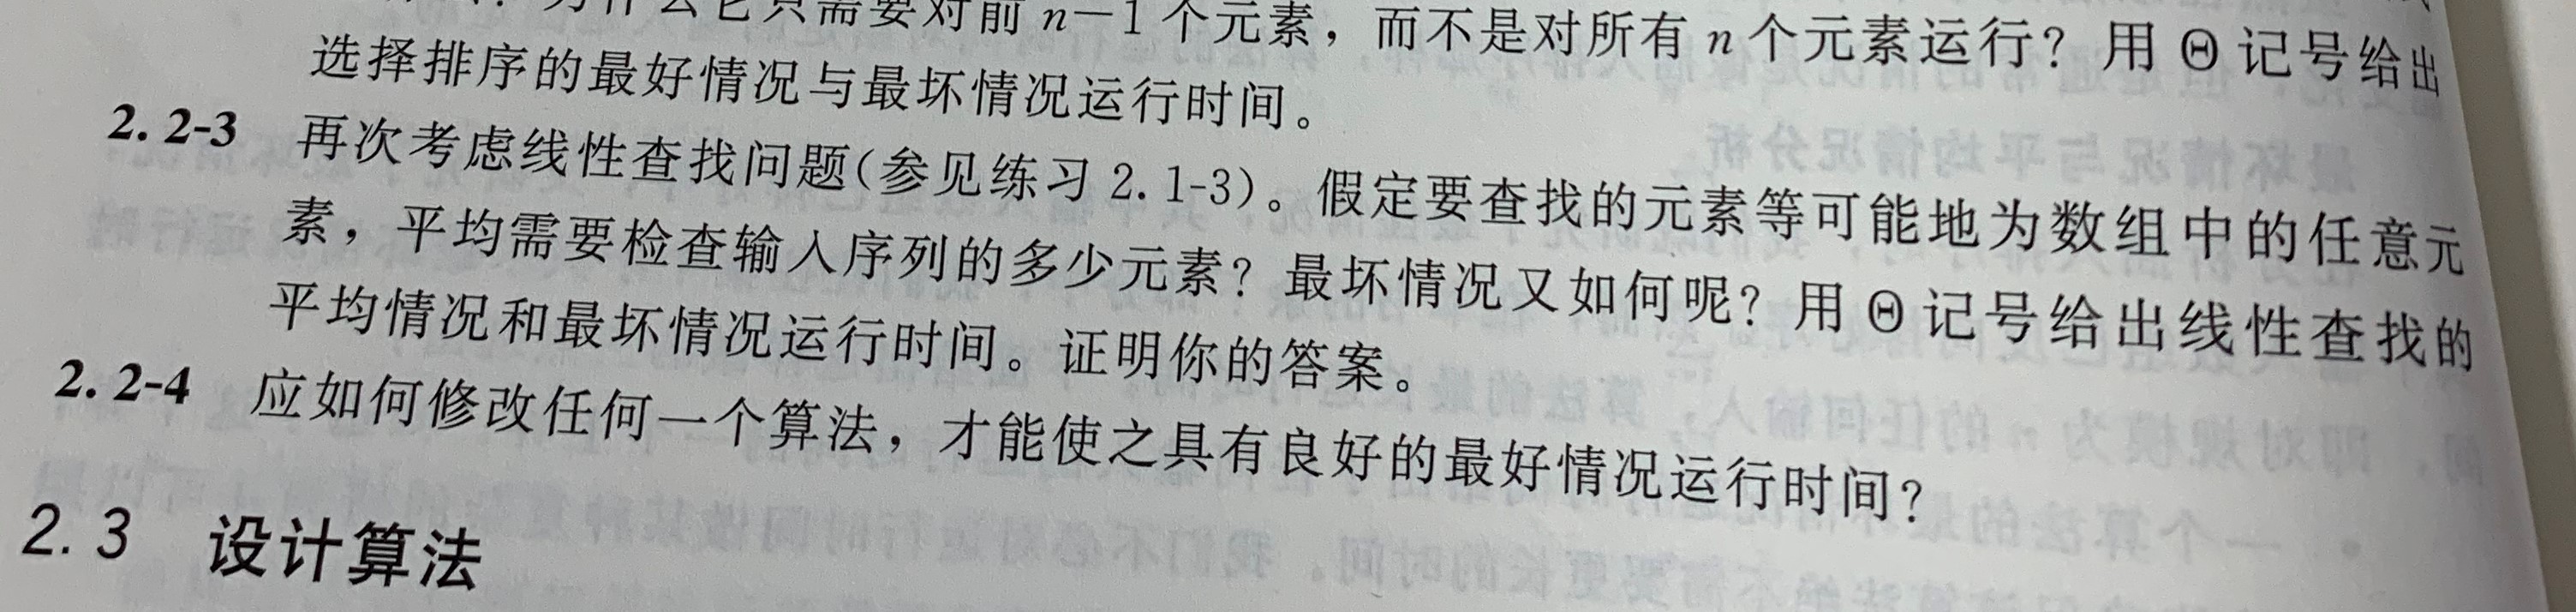 为什么它只需要对前 n-1 个元素，而不是对所有 n 个元素运行？用 Θ 记号给出
选择排序的最好情况与最坏情况运行时间。
2.2-3 再次考虑线性查找问题(参见练习 2.1-3)。假定要查找的元素等可能地为数组中的任意元
素，平均需要检查输入序列的多少元素？最坏情况又如何呢？用 Θ 记号给出线性查找的
平均情况和最坏情况运行时间。证明你的答案。
2.2-4 应如何修改任何一个算法，才能使之具有良好的最好情况运行时间？
2.3 设计算法